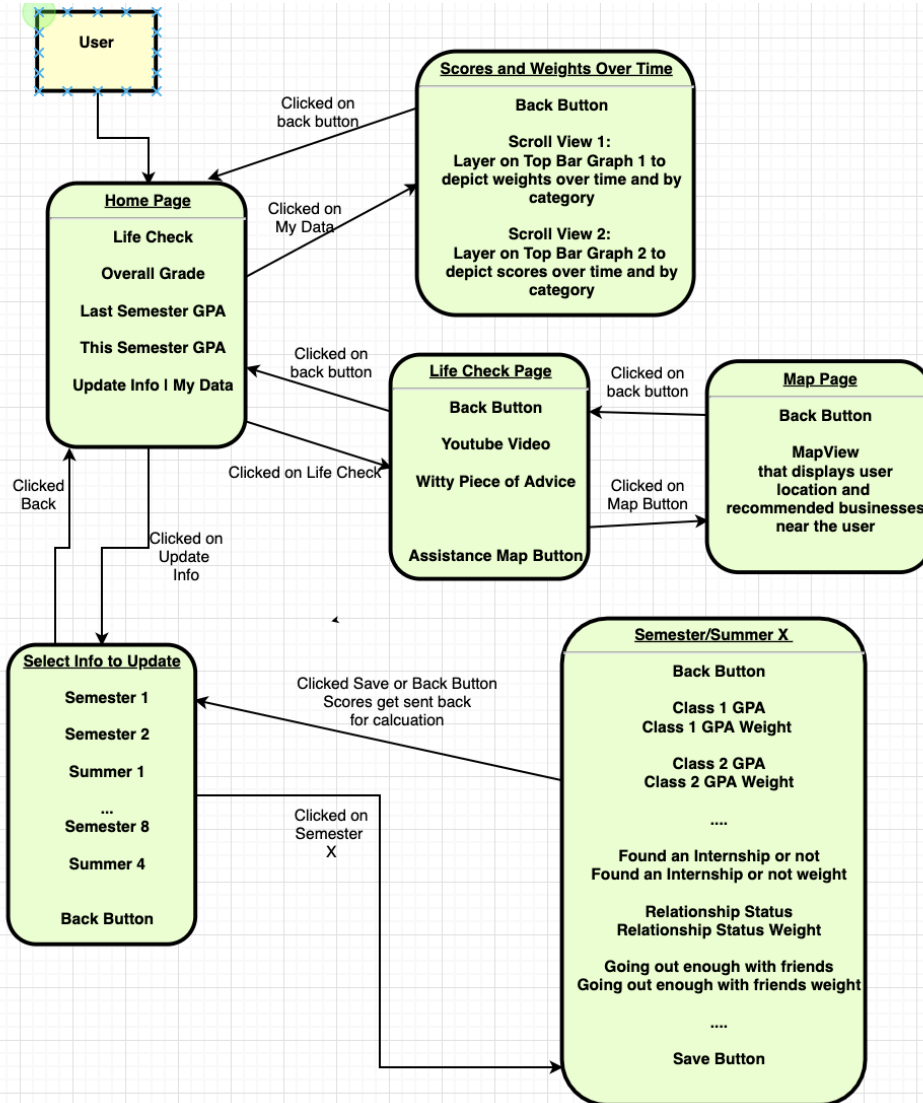 User
Scores and Weights Over Time
Back Button
Scroll View 1:
Layer on Top Bar Graph 1 to
depict weights over time and by
category
Scroll View 2:
Layer on Top Bar Graph 2 to
depict scores over time and by
category
Clicked on
back button
Clicked on
My Data
Home Page
Life Check
Overall Grade
Last Semester GPA
This Semester GPA
Update Info | My Data
Clicked on
back button
Clicked on Life Check
Life Check Page
Back Button
Youtube Video
Witty Piece of Advice
Assistance Map Button
Clicked on
back button
Clicked on
Map Button
Map Page
Back Button
MapView
that displays user
location and
recommended businesses
near the user
Clicked
Back
Clicked on
Update
Info
Select Info to Update
Semester 1
Semester 2
Summer 1
...
Semester 8
Summer 4
Back Button
Clicked Save or Back Button
Scores get sent back
for calcuation
Clicked on
Semester
X
Semester/Summer X
Back Button
Class 1 GPA
Class 1 GPA Weight
Class 2 GPA
Class 2 GPA Weight
....
Found an Internship or not
Found an Internship or not weight
Relationship Status
Relationship Status Weight
Going out enough with friends
Going out enough with friends weight
....
Save Button